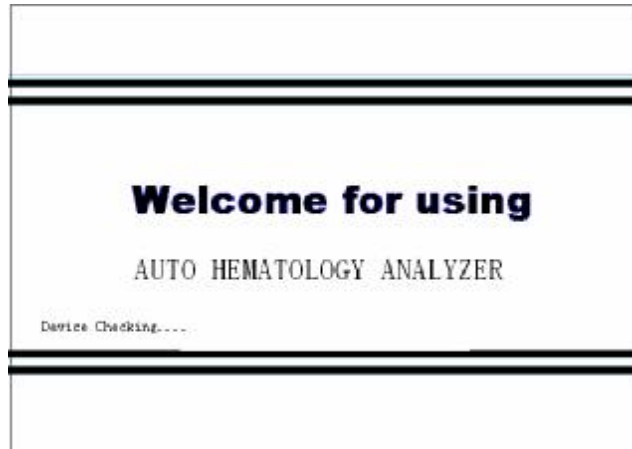 Welcome for using
AUTO HEMATOLOGY ANALYZER
Device Checking....